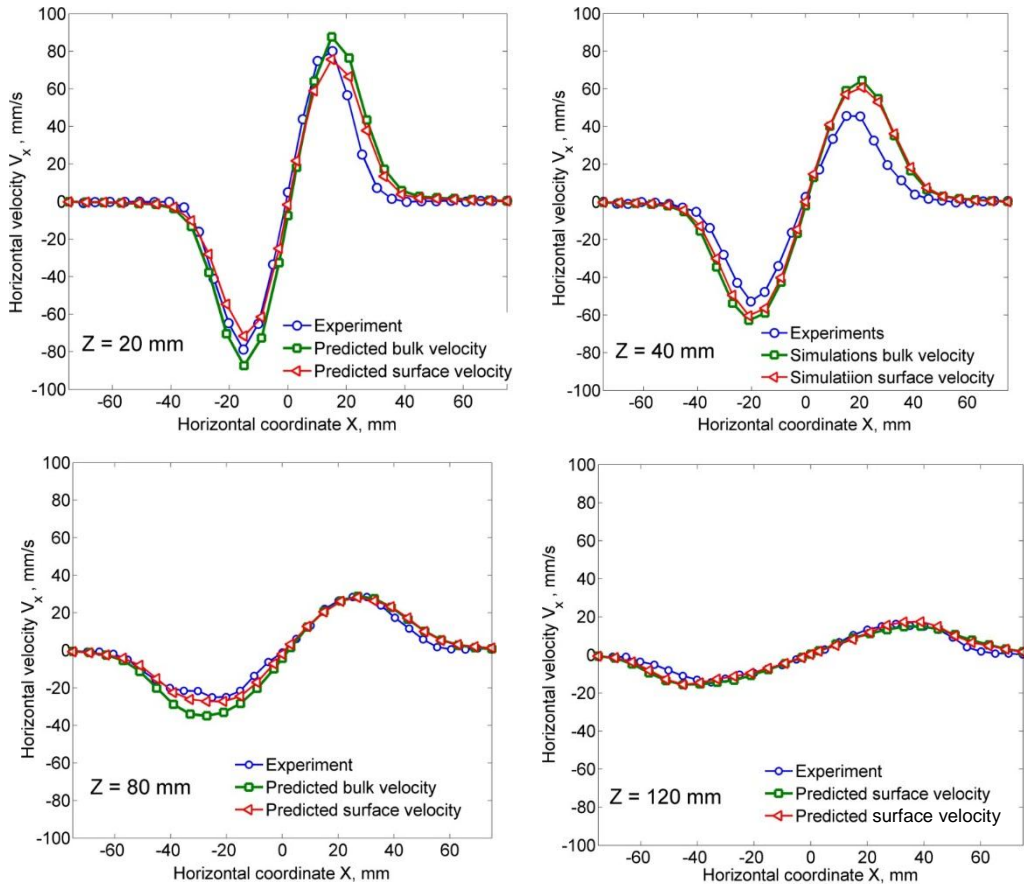 Horizontal velocity Vx , mm/s
100
80
60
40
20
0
-20
-40
-60
-80
-100
Z = 20 mm
Experiment
Predicted bulk velocity
Predicted surface velocity
-60 -40 -20 0 20 40 60
Horizontal coordinate X, mm
Horizontal velocity Vx , mm/s
100
80
60
40
20
0
-20
-40
-60
-80
-100
Z = 40 mm
Experiments
Simulations bulk velocity
Simulatiion surface velocity
-60 -40 -20 0 20 40 60
Horizontal coordinate X, mm
Horizontal velocity Vx , mm/s
100
80
60
40
20
0
-20
-40
-60
-80
-100
Z = 80 mm
Experiment
Predicted bulk velocity
Predicted surface velocity
-60 -40 -20 0 20 40 60
Horizontal coordinate X, mm
Horizontal velocity Vx , mm/s
100
80
60
40
20
0
-20
-40
-60
-80
-100
Z = 120 mm
Experiment
Predicted surface velocity
Predicted surface velocity
-60 -40 -20 0 20 40 60
Horizontal coordinate X, mm